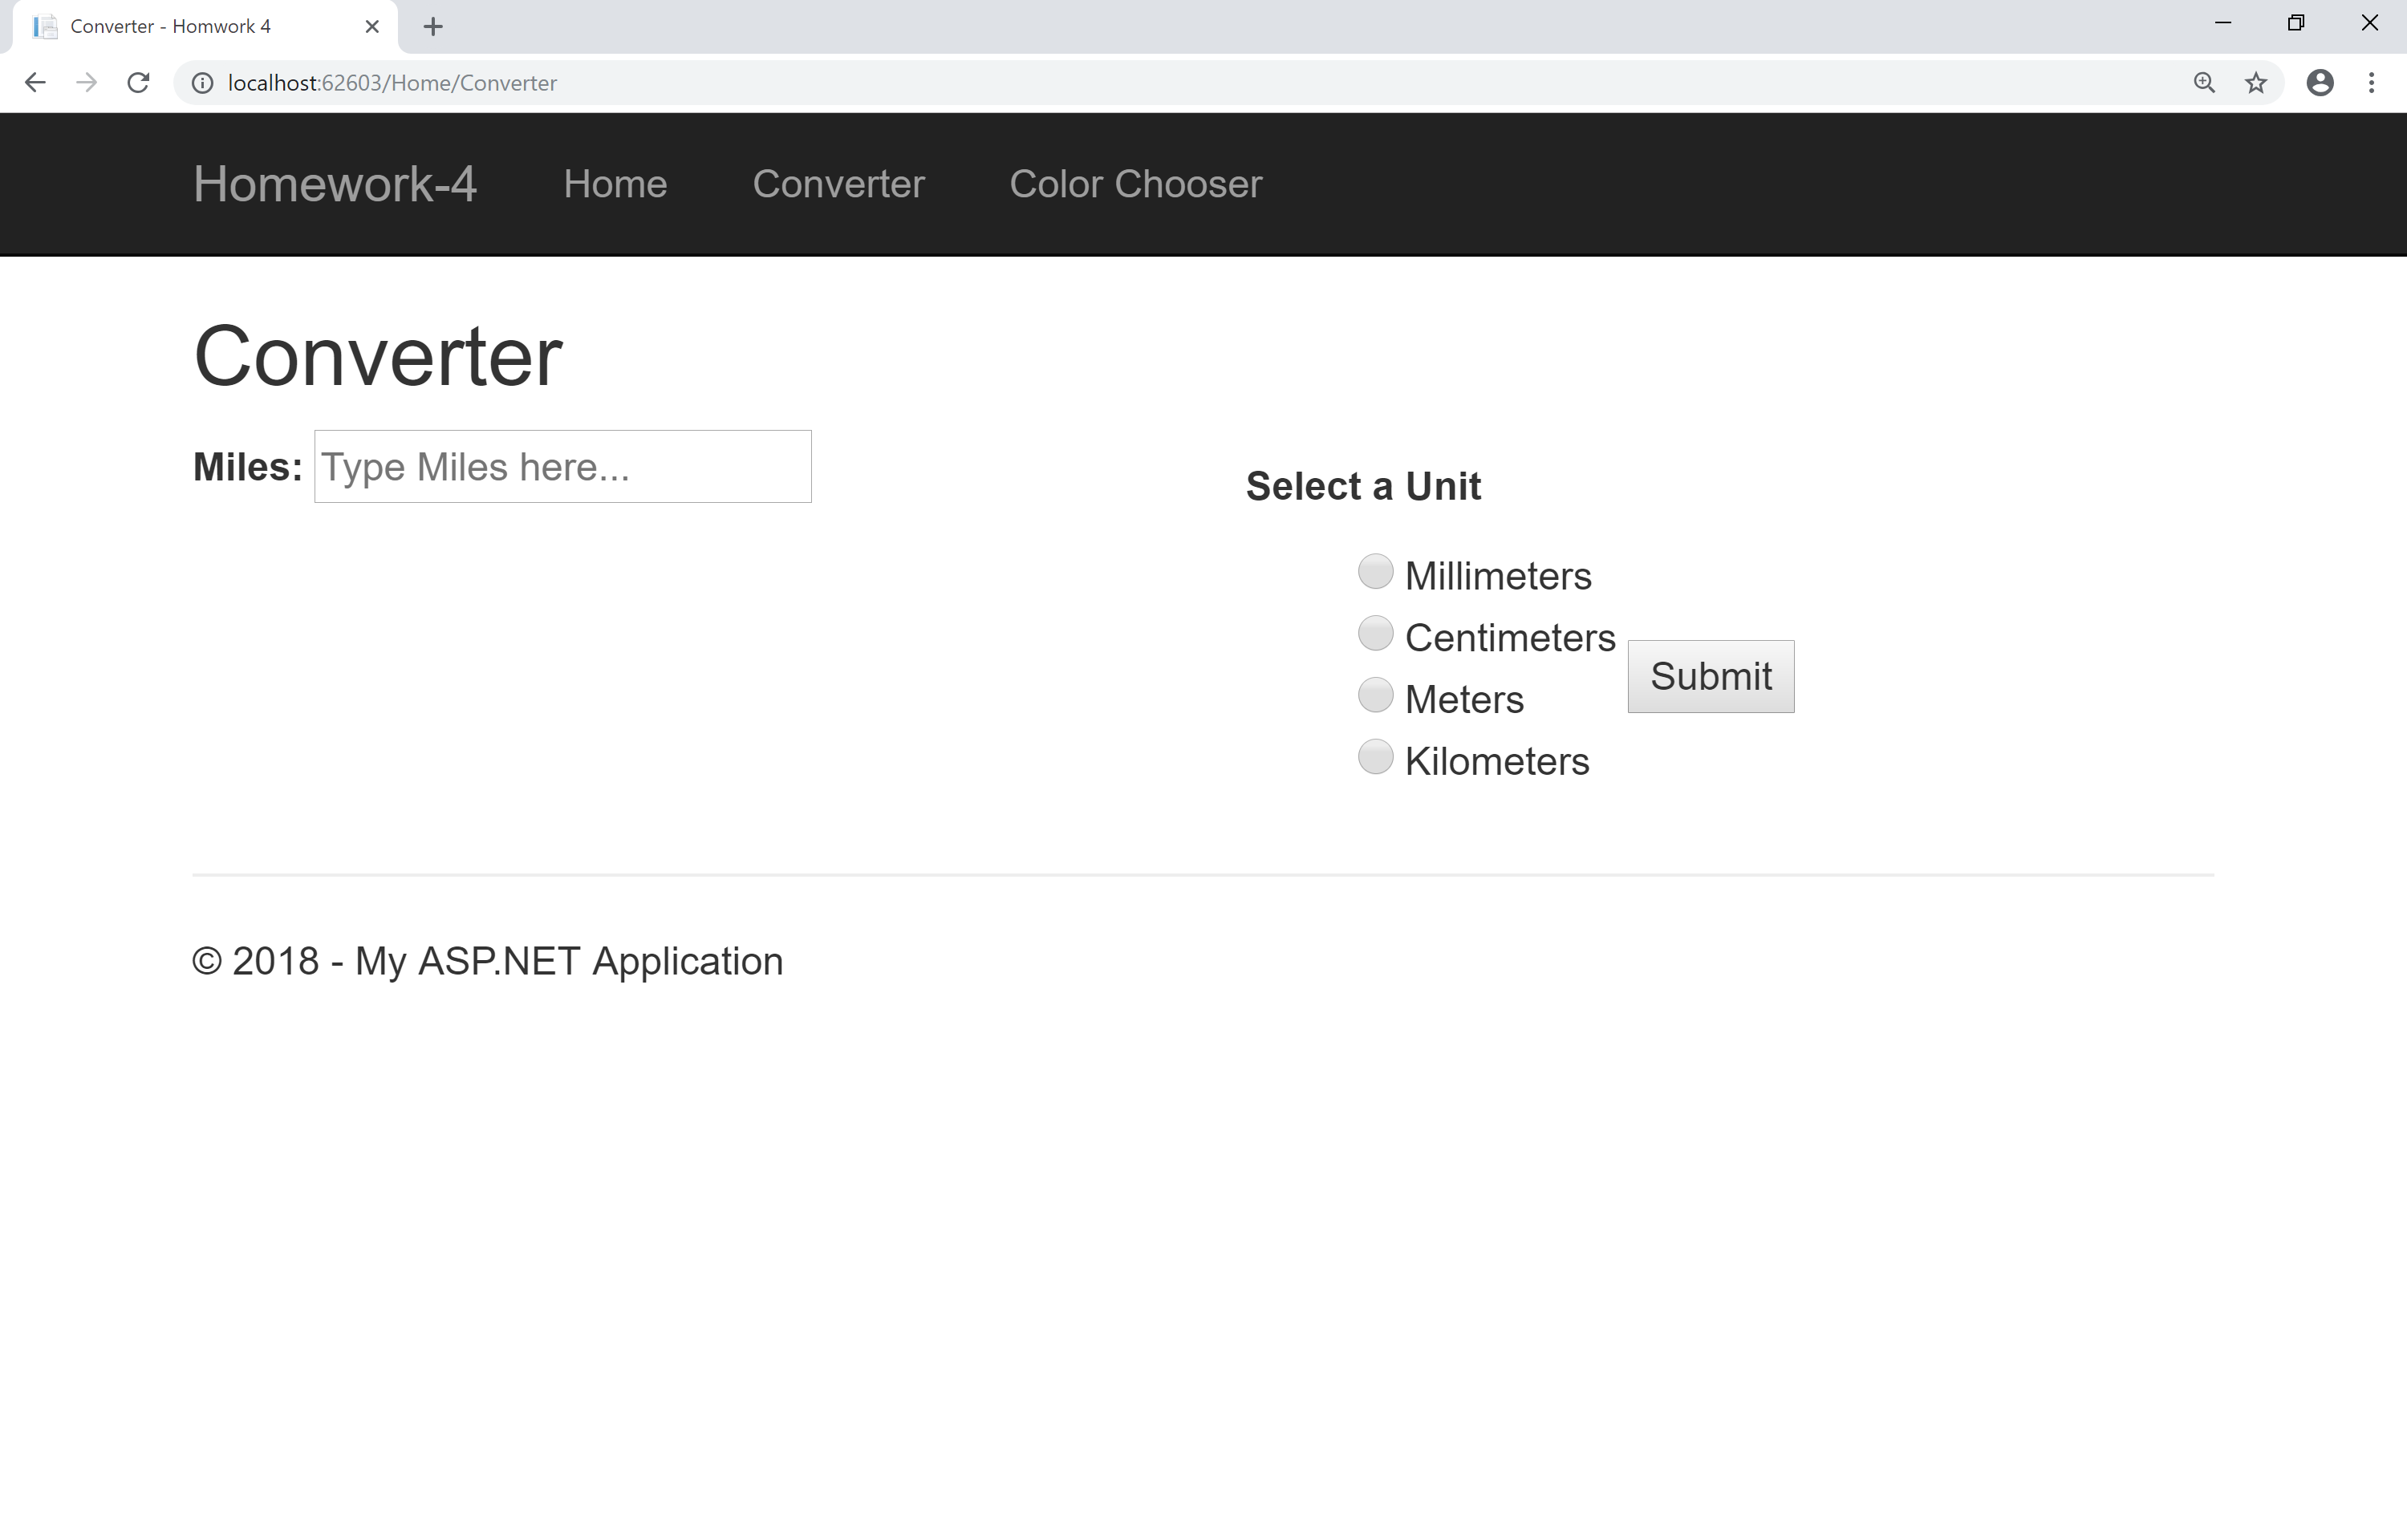 Converter - Homwork 4
localhost:62603/Home/Converter
Homework-4 Home Converter Color Chooser
Converter
Miles: Type Miles here...
Select a Unit
Millimeters
Centimeters
Submit
Meters
Kilometers
© 2018 - My ASP.NET Application